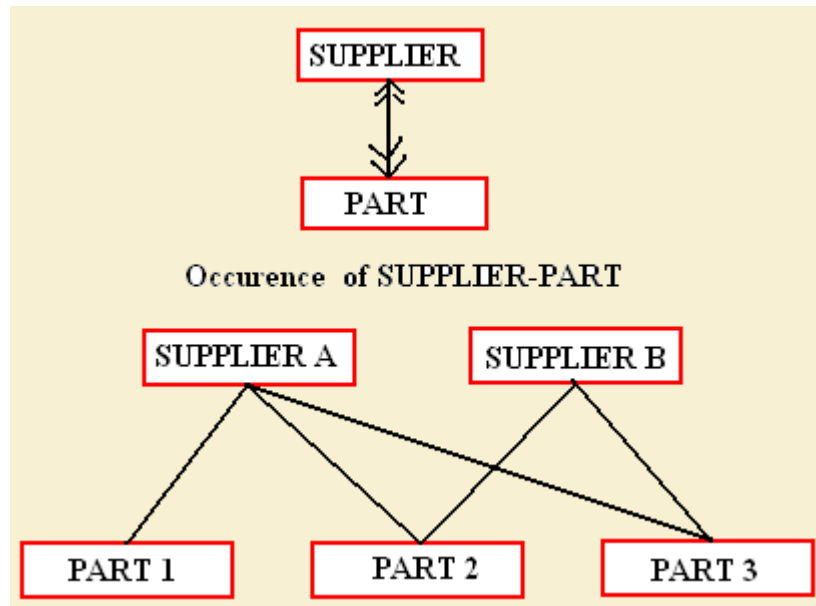 SUPPLIER
PART
Occurence of SUPPLIER-PART
SUPPLIER A
SUPPLIER B
PART 1
PART 2
PART 3